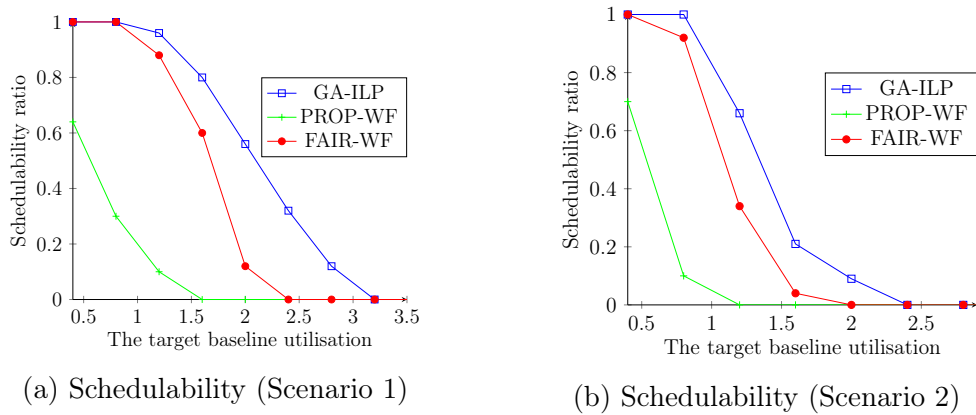 1
0.8
0.6
0.4
0.2
0
Schedulability ratio
GA-ILP
PROP-WF
FAIR-WF
0.5 1 1.5 2 2.5 3 3.5
The target baseline utilisation
(a) Schedulability (Scenario 1)
1
0.8
0.6
0.4
0.2
0
Schedulability ratio
GA-ILP
PROP-WF
FAIR-WF
0.5 1 1.5 2 2.5
The target baseline utilisation
(b) Schedulability (Scenario 2)